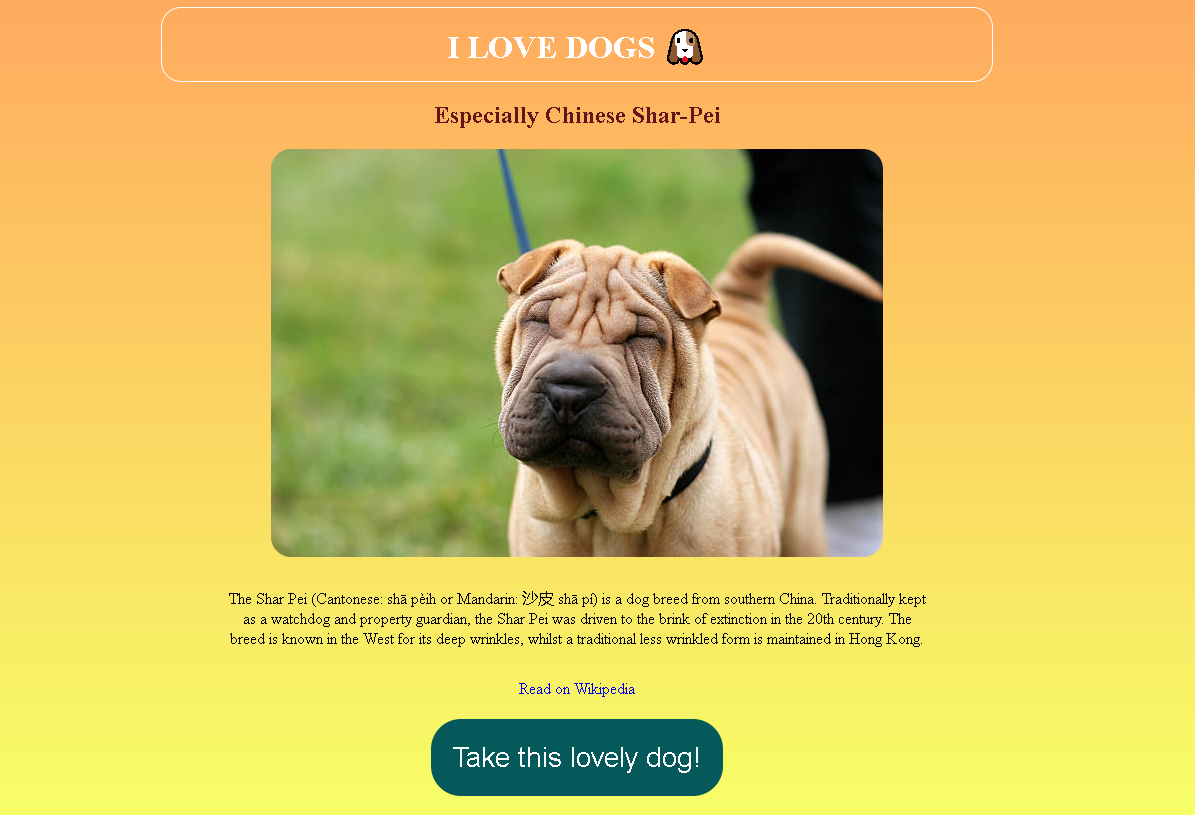 I LOVE DOGS
Especially Chinese Shar-Pei
The Shar Pei (Cantonese: shā pèih or Mandarin: 沙皮 shā pí) is a dog breed from southern China. Traditionally kept
as a watchdog and property guardian, the Shar Pei was driven to the brink of extinction in the 20th century. The
breed is known in the West for its deep wrinkles, whilst a traditional less wrinkled form is maintained in Hong Kong.
Read on Wikipedia
Take this lovely dog!